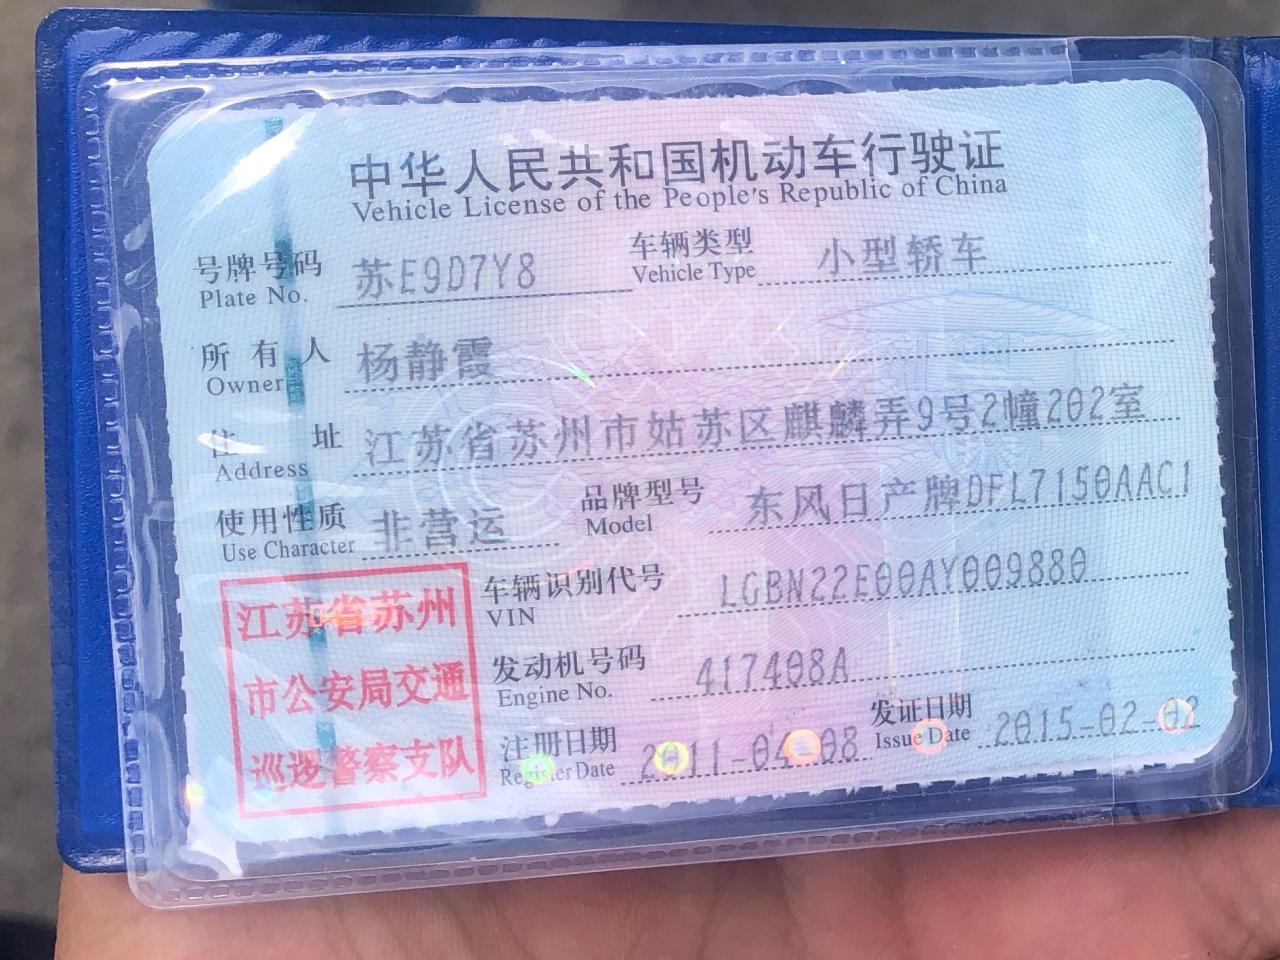 中华人民共和国机动车行驶证
Vehicle License of the People's Republic of China
号牌号码 苏E9D7Y8 车辆类型 小型轿车
Plate No. Vehicle Type
所有人 杨静霞
Owner
住址 江苏省苏州市姑苏区麒麟弄9号2幢202室
Address
使用性质 非营运 品牌型号 东风日产牌DFL7150AAC1
Use Character Model
车辆识别代号 LGBN22E00AY009880
VIN
发动机号码 417408A
Engine No.
注册日期 2011-04-08 发证日期 2015-02-02
Register Date Issue Date
江苏省苏州
市公安局交通
巡逻警察支队